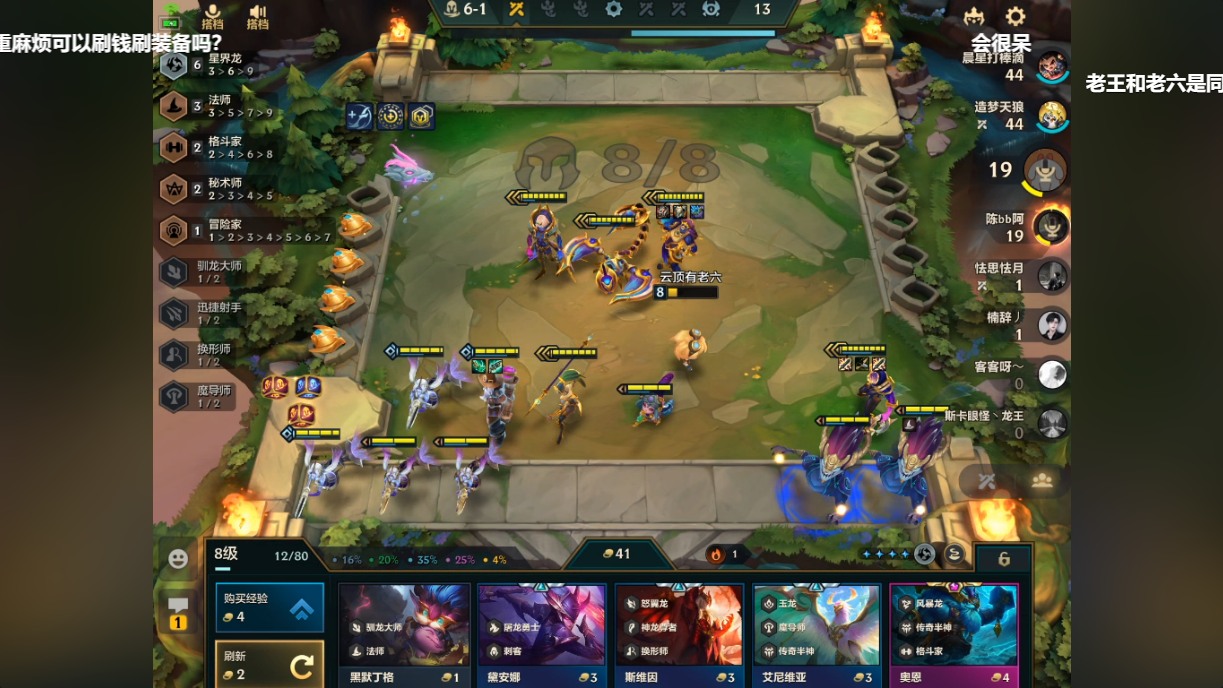 搭档
搭档
6-1
13
重麻烦可以刷钱刷装备吗?
会很呆
老王和老六是同
6
星界龙
3 > 6 > 9
3
法师
3 > 5 > 7 > 9
2
格斗家
2 > 4 > 6 > 8
2
秘术师
2 > 3 > 4 > 5
1
冒险家
1 > 2 > 3 > 4 > 5 > 6 > 7
驯龙大师
1 / 2
迅捷射手
1 / 2
换形师
1 / 2
魔导师
1 / 2
8/8
云顶有老六
8
晨星打棒滴
44
造梦天狼
44
19
陈bb呵
19
怯思怯月
1
楠辞丿
1
客客呀~
0
斯卡眼怪丶龙王
0
8级
12/80
16%
20%
35%
25%
4%
41
1
6
购买经验
4
刷新
2
1
驯龙大师
法师
黑默丁格
1
屠龙勇士
刺客
黛安娜
3
怒翼龙
神龙尊者
换形师
斯维因
3
玉龙
魔导师
传奇半神
艾尼维亚
3
风暴龙
传奇半神
格斗家
奥恩
4